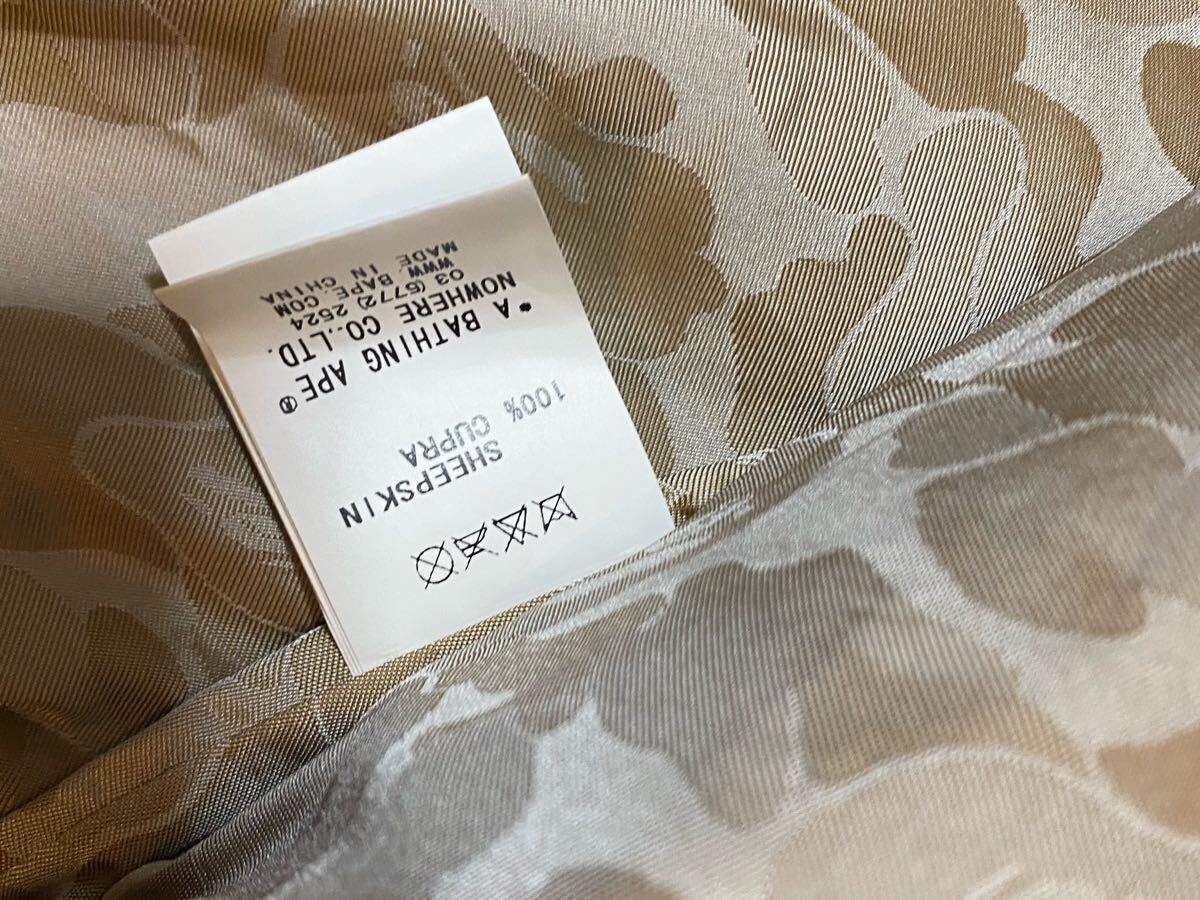 SHEEPSKIN
100% CUPRA
* A BATHING APE®
NOWHERE CO.,LTD.
03 (5772) 2524
WWW. BAPE. COM
MADE IN CHINA